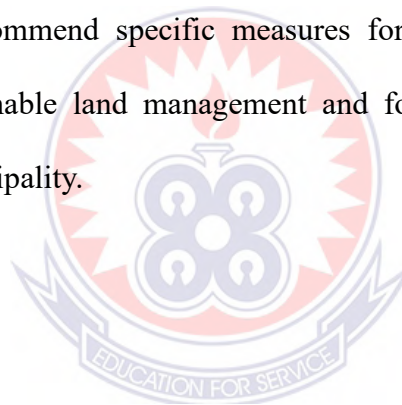 ommend specific measures for
nable land management and fo
ipality.
EDUCATION FOR SERVICE